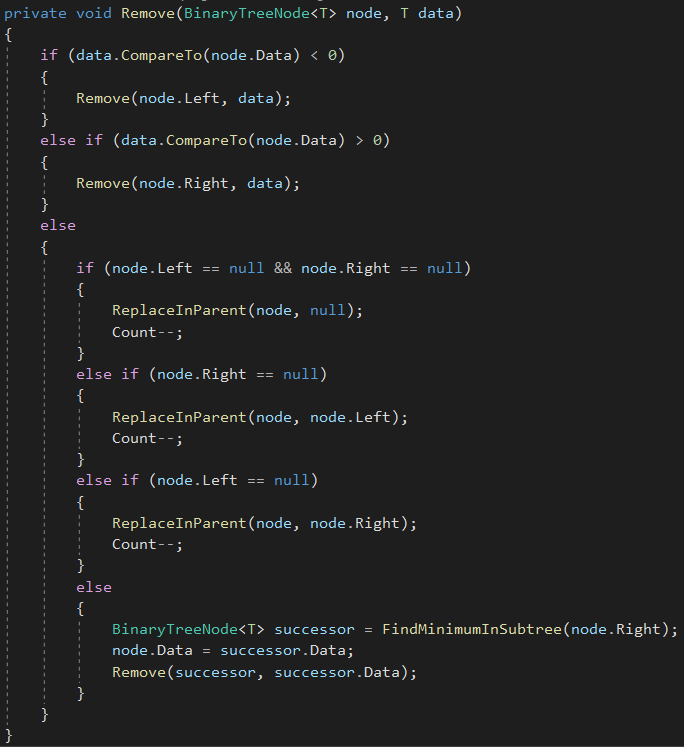 private void Remove(BinaryTreeNode<T> node, T data)
{
    if (data.CompareTo(node.Data) < 0)
    {
        Remove(node.Left, data);
    }
    else if (data.CompareTo(node.Data) > 0)
    {
        Remove(node.Right, data);
    }
    else
    {
        if (node.Left == null && node.Right == null)
        {
            ReplaceInParent(node, null);
            Count--;
        }
        else if (node.Right == null)
        {
            ReplaceInParent(node, node.Left);
            Count--;
        }
        else if (node.Left == null)
        {
            ReplaceInParent(node, node.Right);
            Count--;
        }
        else
        {
            BinaryTreeNode<T> successor = FindMinimumInSubtree(node.Right);
            node.Data = successor.Data;
            Remove(successor, successor.Data);
        }
    }
}